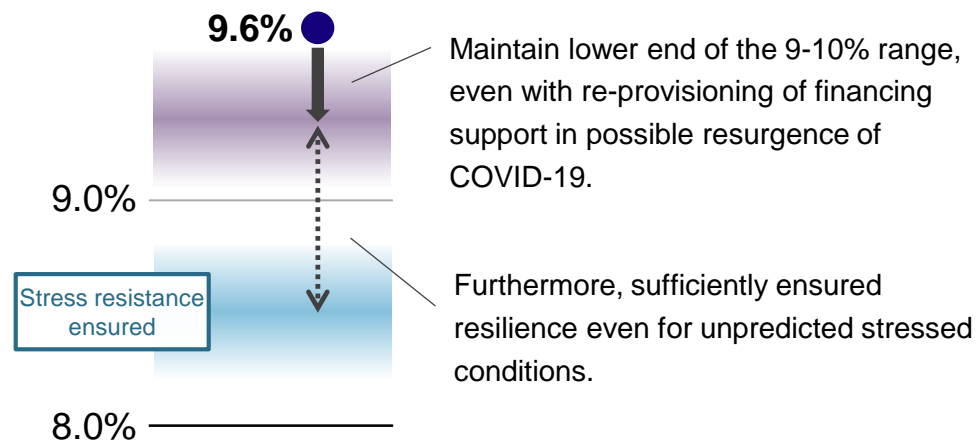 9.6%
Maintain lower end of the 9-10% range,
even with re-provisioning of financing
support in possible resurgence of
COVID-19.
9.0%
Stress resistance
ensured
Furthermore, sufficiently ensured
resilience even for unpredicted stressed
conditions.
8.0%